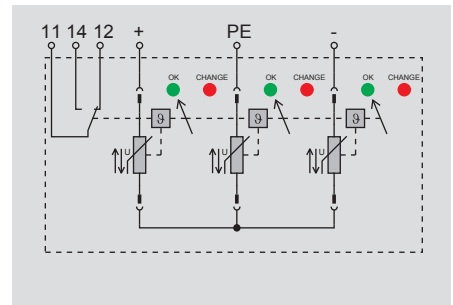 11 14 12 + PE -
OK CHANGE OK CHANGE OK CHANGE
ϑ ϑ ϑ
U U U